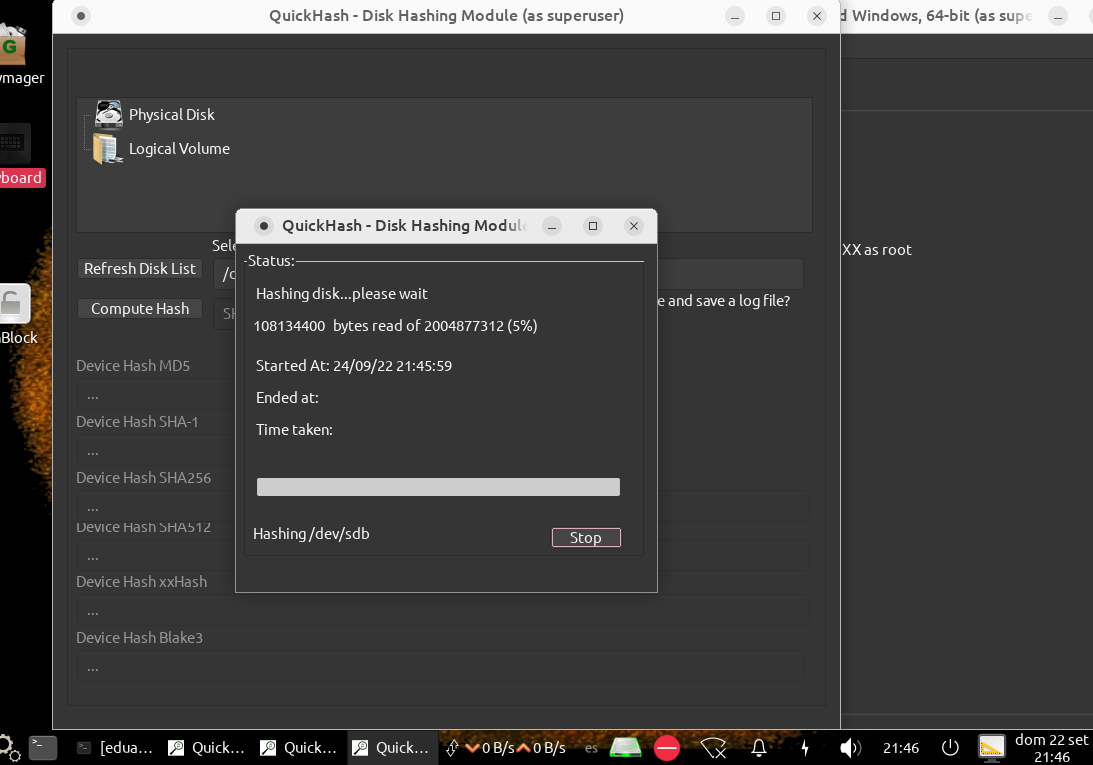 QuickHash - Disk Hashing Module (as superuser)
d Windows, 64-bit (as supe
G
ymager
Physical Disk
Logical Volume
board
QuickHash - Disk Hashing Module
Sele
XX as root
Status:
Refresh Disk List
/d
Hashing disk...please wait
e and save a log file?
Compute Hash
SH
108134400 bytes read of 2004877312 (5%)
Block
Device Hash MD5
Started At: 24/09/22 21:45:59
...
Ended at:
Device Hash SHA-1
Time taken:
...
Device Hash SHA256
...
Device Hash SHA512
Hashing /dev/sdb
Stop
...
Device Hash xxHash
...
Device Hash Blake3
...
[edua...
Quick...
Quick...
Quick...
0 B/s
0 B/s
es
21:46
dom 22 set
21:46